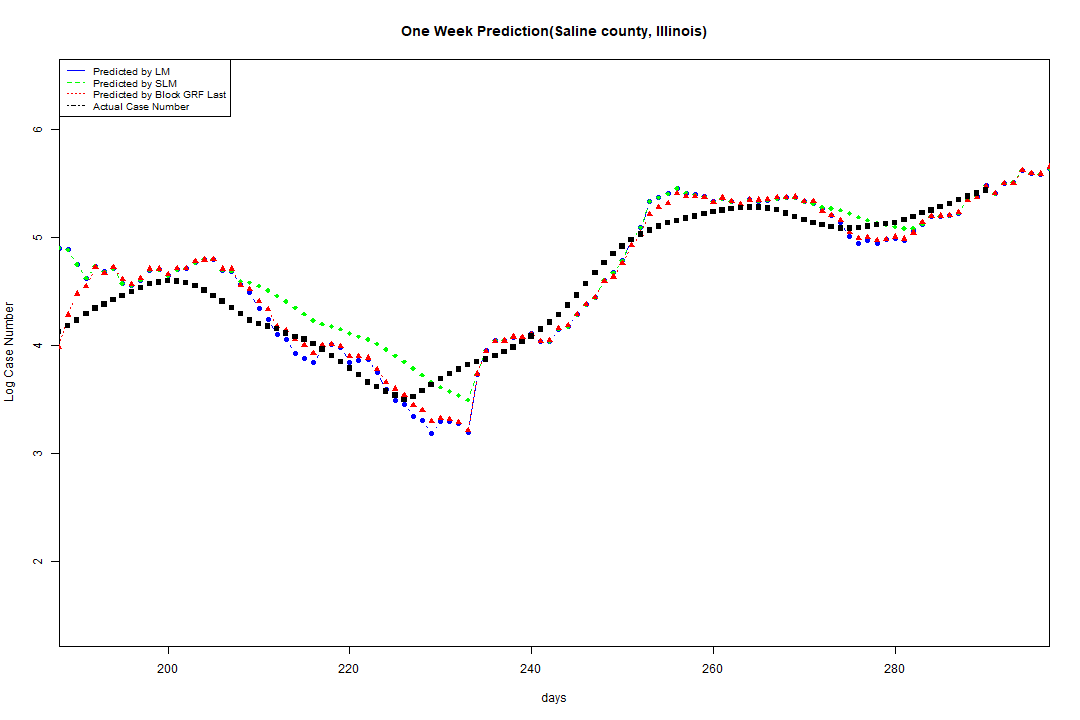 One Week Prediction(Saline county, Illinois)
Predicted by LM
Predicted by SLM
Predicted by Block GRF Last
Actual Case Number
6
5
4
3
2
Log Case Number
200 220 240 260 280
days